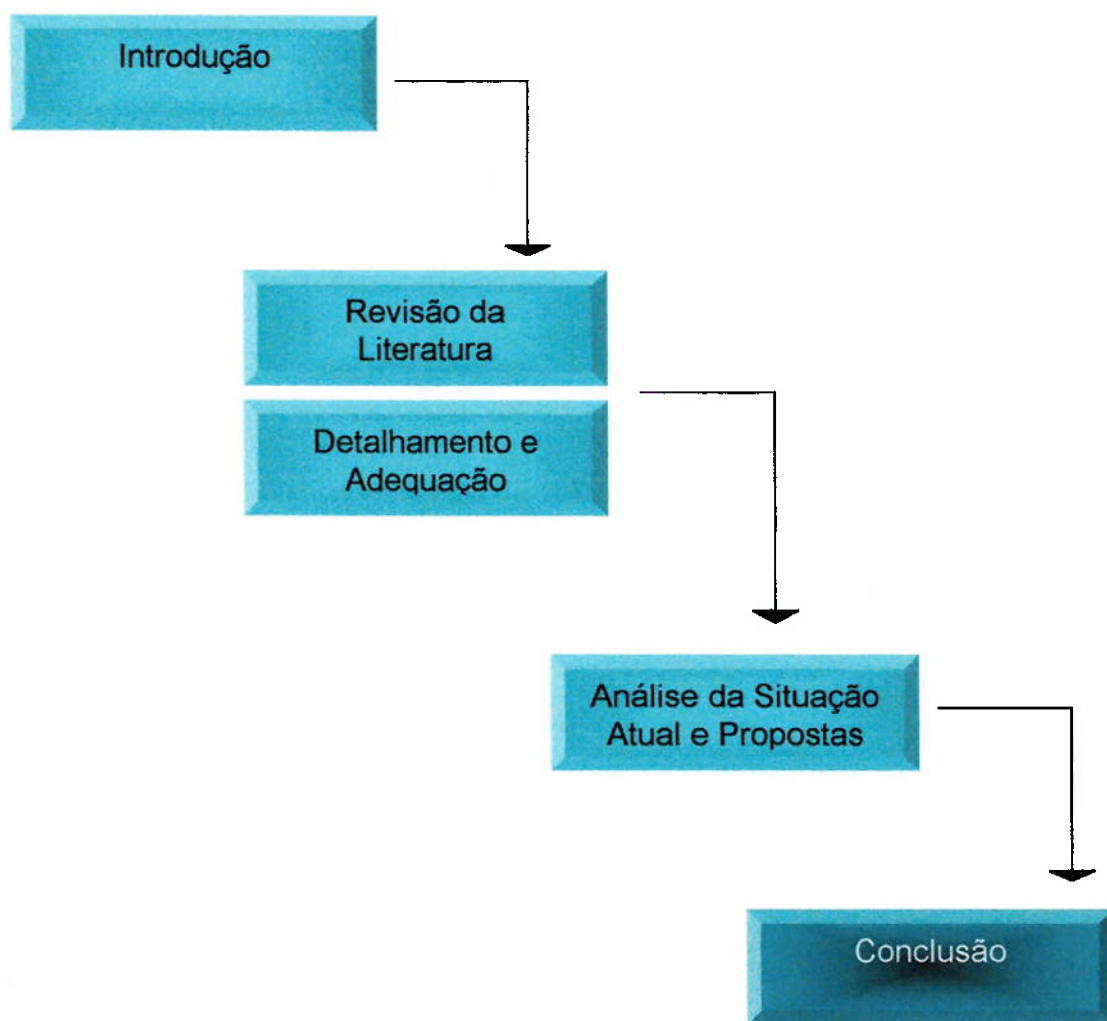 Introdução
Revisão da
Literatura
Detalhamento e
Adequação
Análise da Situação
Atual e Propostas
Conclusão